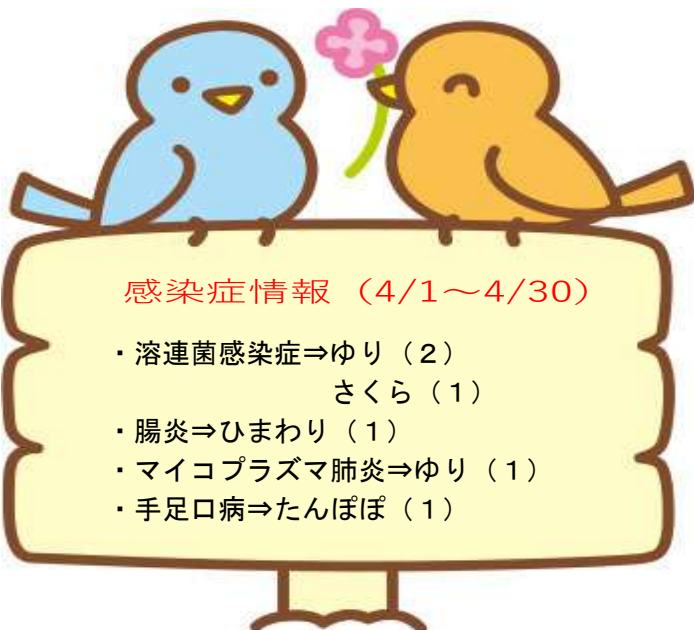 感染症情報（4/1～4/30）
・溶連菌感染症⇒ゆり（２）
さくら（１）
・腸炎⇒ひまわり（１）
・マイコプラズマ肺炎⇒ゆり（１）
・手足口病⇒たんぽぽ（１）